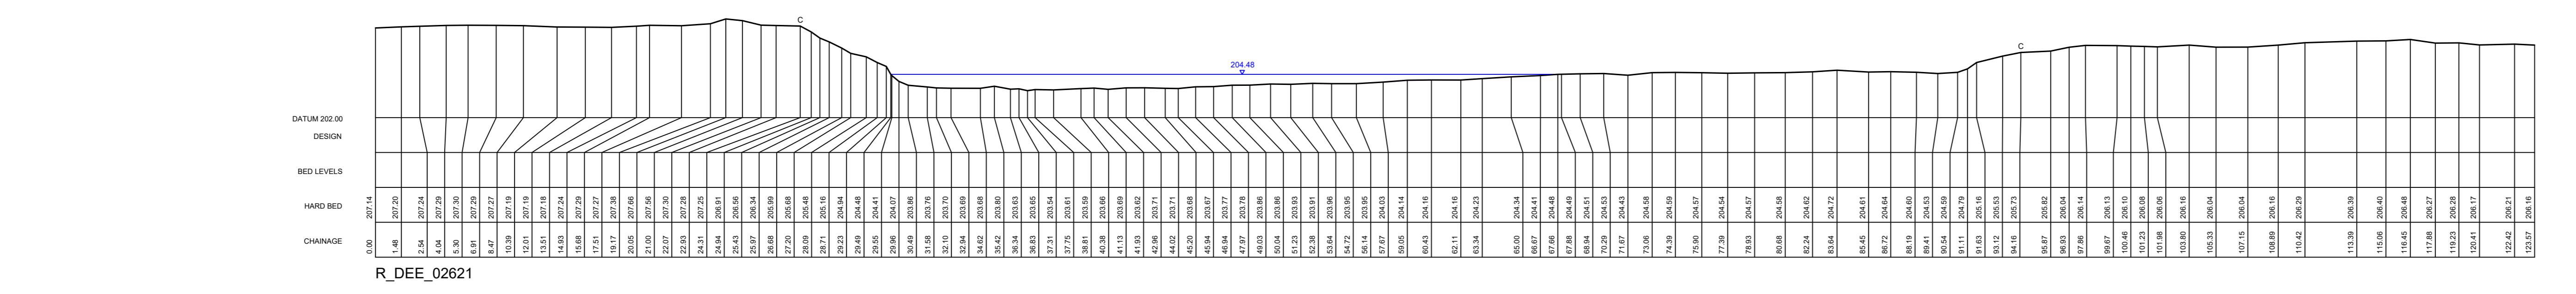 C
C
204.48
DATUM 202.00
DESIGN
BED LEVELS
HARD BED 207.14 207.20 207.24 207.29 207.30 207.29 207.27 207.19 207.19 207.18 207.24 207.29 207.27 207.38 207.66 207.56 207.30 207.28 207.25 206.91 206.56 206.34 205.99 205.68 205.48 205.16 204.94 204.48 204.41 204.07 203.86 203.76 203.70 203.69 203.68 203.80 203.63 203.65 203.54 203.61 203.59 203.66 203.69 203.62 203.71 203.71 203.68 203.67 203.77 203.78 203.86 203.86 203.93 203.91 203.96 203.95 203.95 204.03 204.14 204.16 204.16 204.23 204.34 204.41 204.48 204.49 204.51 204.53 204.43 204.58 204.59 204.57 204.54 204.57 204.58 204.62 204.72 204.61 204.64 204.60 204.53 204.59 204.79 205.16 205.53 205.73 205.82 206.04 206.14 206.13 206.10 206.08 206.06 206.16 206.04 206.04 206.16 206.29 206.39 206.40 206.48 206.27 206.28 206.17 206.21 206.16
CHAINAGE 0.00 1.48 2.54 4.04 5.30 6.91 8.47 10.39 12.01 13.51 14.93 15.68 17.51 19.17 20.05 21.00 22.07 22.93 24.31 24.94 25.43 25.97 26.68 27.20 28.09 28.71 29.23 29.49 29.55 29.96 30.49 31.58 32.10 32.94 34.62 35.42 36.34 36.83 37.31 37.75 38.81 40.38 41.13 41.93 42.96 44.02 45.20 45.94 46.94 47.97 49.03 50.04 51.23 52.38 53.64 54.72 56.14 57.67 59.05 60.43 62.11 63.34 65.00 66.67 67.66 67.88 68.94 70.29 71.67 73.06 74.39 75.90 77.39 78.93 80.68 82.24 83.64 85.45 86.72 88.19 89.41 90.54 91.11 91.63 93.12 94.16 95.87 96.93 97.86 99.67 100.46 101.23 101.98 103.80 105.33 107.15 108.89 110.42 113.39 115.06 116.45 117.88 119.23 120.41 122.42 123.57
R_DEE_02621